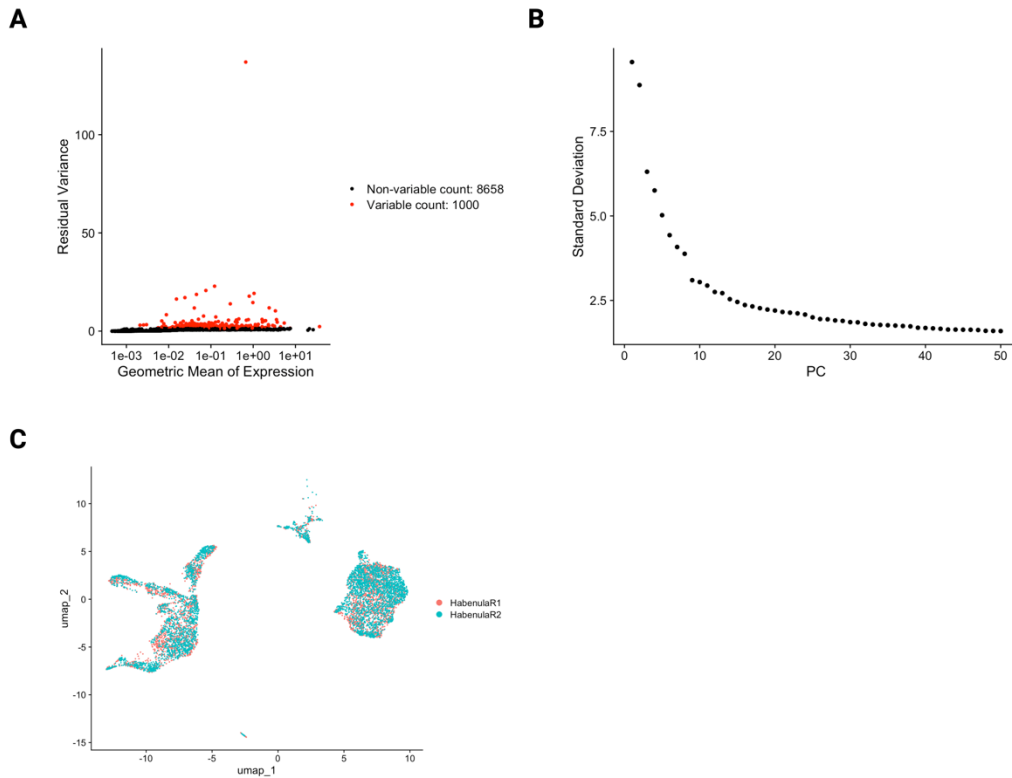 A
Residual Variance
100
50
0
1e-03 1e-02 1e-01 1e+00 1e+01
Geometric Mean of Expression
Non-variable count: 8658
Variable count: 1000
B
Standard Deviation
7.5
5.0
2.5
0 10 20 30 40 50
PC
C
umap_2
10
5
0
-5
-10
-15
-10 -5 0 5 10
umap_1
HabenulaR1
HabenulaR2